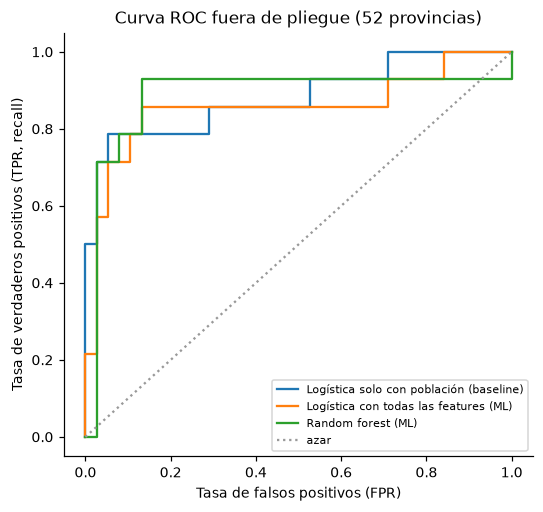 Curva ROC fuera de pliegue (52 provincias)
Tasa de verdaderos positivos (TPR, recall)
1.0
0.8
0.6
0.4
0.2
0.0
0.0 0.2 0.4 0.6 0.8 1.0
Tasa de falsos positivos (FPR)
Logística solo con población (baseline)
Logística con todas las features (ML)
Random forest (ML)
azar